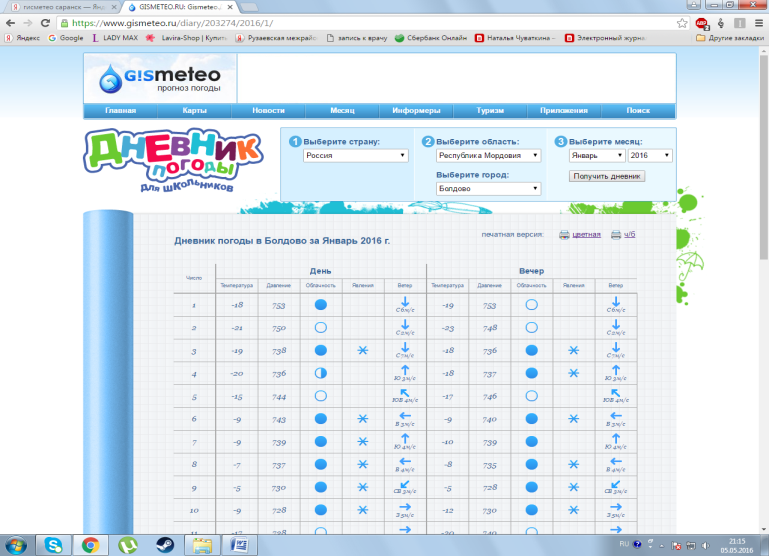 гисметео саранск — Янд
GISMETEO.RU: Gismeteo...
https://www.gismeteo.ru/diary/203274/2016/1/
Яндекс Google LADY MAX Lavira-Shop | Купить Рузаевская межрайо запись к врачу Сбербанк Онлайн Наталья Чуваткина – Электронный журна Другие закладки
GISMETEO
прогноз погоды
Главная Карты Новости Месяц Информеры Туризм Приложения Поиск
ДНЕВНИК
ПОГОДЫ
ДЛЯ ШКОЛЬНИКОВ
1 Выберите страну: 2 Выберите область: 3 Выберите месяц:
Россия Республика Мордовия Январь 2016
Выберите город: Получить дневник
Болдово
печатная версия: цветная ч/б
Дневник погоды в Болдово за Январь 2016 г.
Число День Вечер
Температура Давление Облачность Явления Ветер Температура Давление Облачность Явления Ветер
1 -18 753 С 6м/с -19 753 С 6м/с
2 -21 750 -23 748
3 -19 738 С 7м/с -18 736 С 7м/с
4 -20 736 Ю 3м/с -18 737 Ю 3м/с
5 -15 744 ЮВ 4м/с -17 746 ЮВ 4м/с
6 -9 743 В 3м/с -9 740 В 3м/с
7 -9 739 Ю 4м/с -10 739 Ю 4м/с
8 -7 737 В 4м/с -8 735 В 4м/с
9 -5 730 СВ 3м/с -5 728 СВ 3м/с
10 -9 728 З 5м/с -12 730 З 5м/с
11 -17 738 -20 740
RU
21:15
05.05.2016